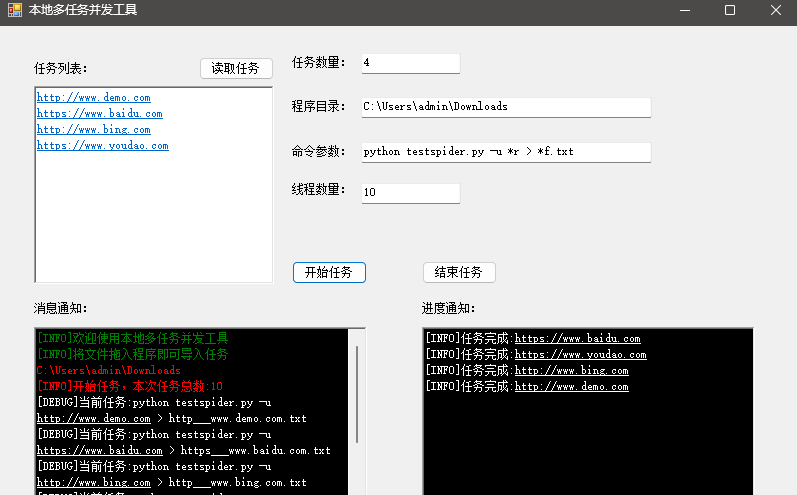 本地多任务并发工具
任务列表:
读取任务
任务数量:
4
http://www.demo.com
https://www.baidu.com
http://www.bing.com
https://www.youdao.com
程序目录:
C:\Users\admin\Downloads
命令参数:
python testspider.py -u *r > *f.txt
线程数量:
10
开始任务
结束任务
消息通知:
[INFO]欢迎使用本地多任务并发工具
[INFO]将文件拖入程序即可导入任务
C:\Users\admin\Downloads
[INFO]开始任务，本次任务总数:10
[DEBUG]当前任务:python testspider.py -u
http://www.demo.com > http___www.demo.com.txt
[DEBUG]当前任务:python testspider.py -u
https://www.baidu.com > https___www.baidu.com.txt
[DEBUG]当前任务:python testspider.py -u
http://www.bing.com > http___www.bing.com.txt
进度通知:
[INFO]任务完成:https://www.baidu.com
[INFO]任务完成:https://www.youdao.com
[INFO]任务完成:http://www.bing.com
[INFO]任务完成:http://www.demo.com